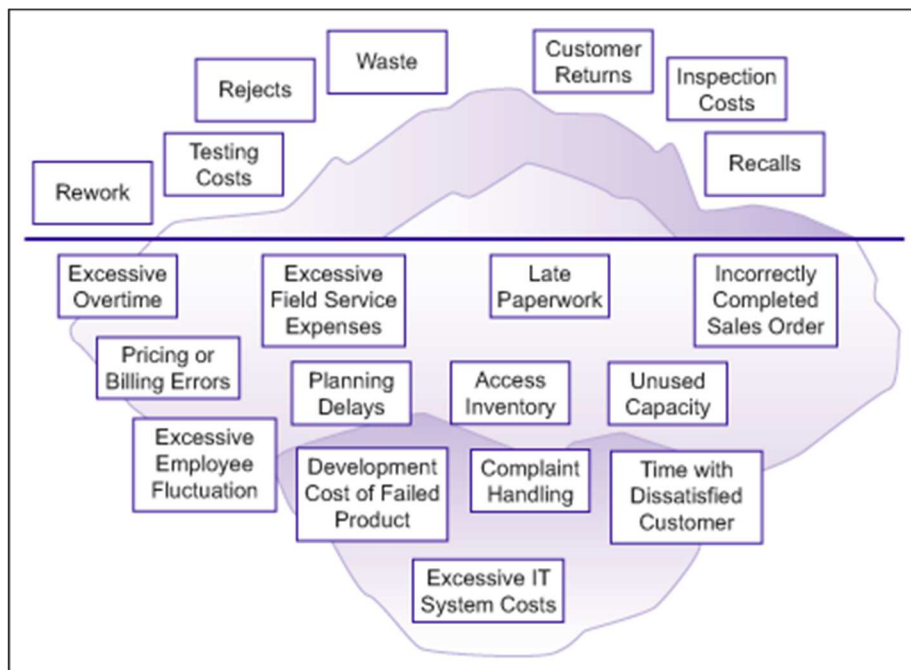 Waste
Customer
Returns
Rejects
Inspection
Costs
Testing
Costs
Recalls
Rework
Excessive
Overtime
Excessive
Field Service
Expenses
Late
Paperwork
Incorrectly
Completed
Sales Order
Pricing or
Billing Errors
Planning
Delays
Access
Inventory
Unused
Capacity
Excessive
Employee
Fluctuation
Development
Cost of Failed
Product
Complaint
Handling
Time with
Dissatisfied
Customer
Excessive IT
System Costs